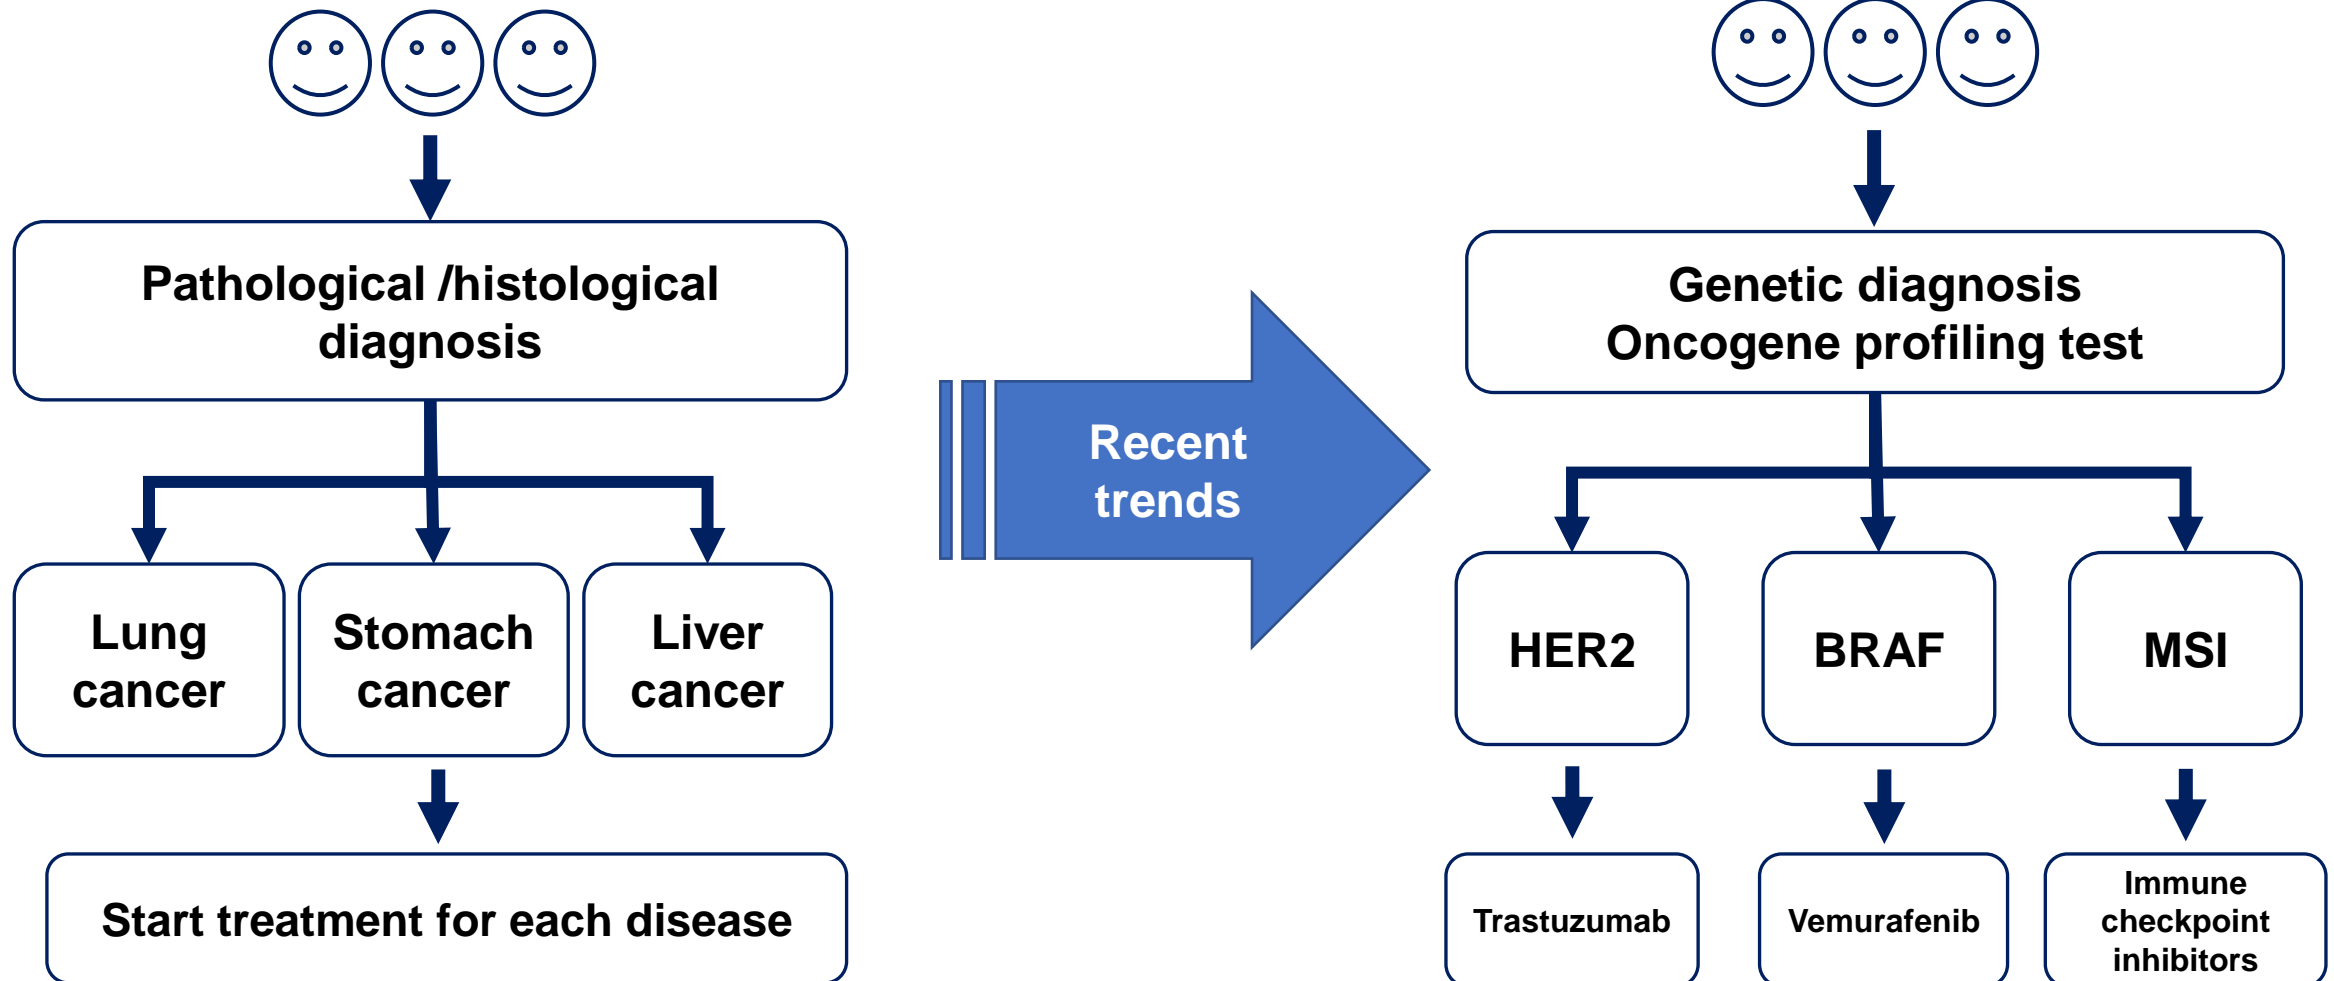 Pathological /histological
diagnosis
Lung
cancer
Stomach
cancer
Liver
cancer
Start treatment for each disease
Recent
trends
Genetic diagnosis
Oncogene profiling test
HER2
BRAF
MSI
Trastuzumab
Vemurafenib
Immune
checkpoint
inhibitors